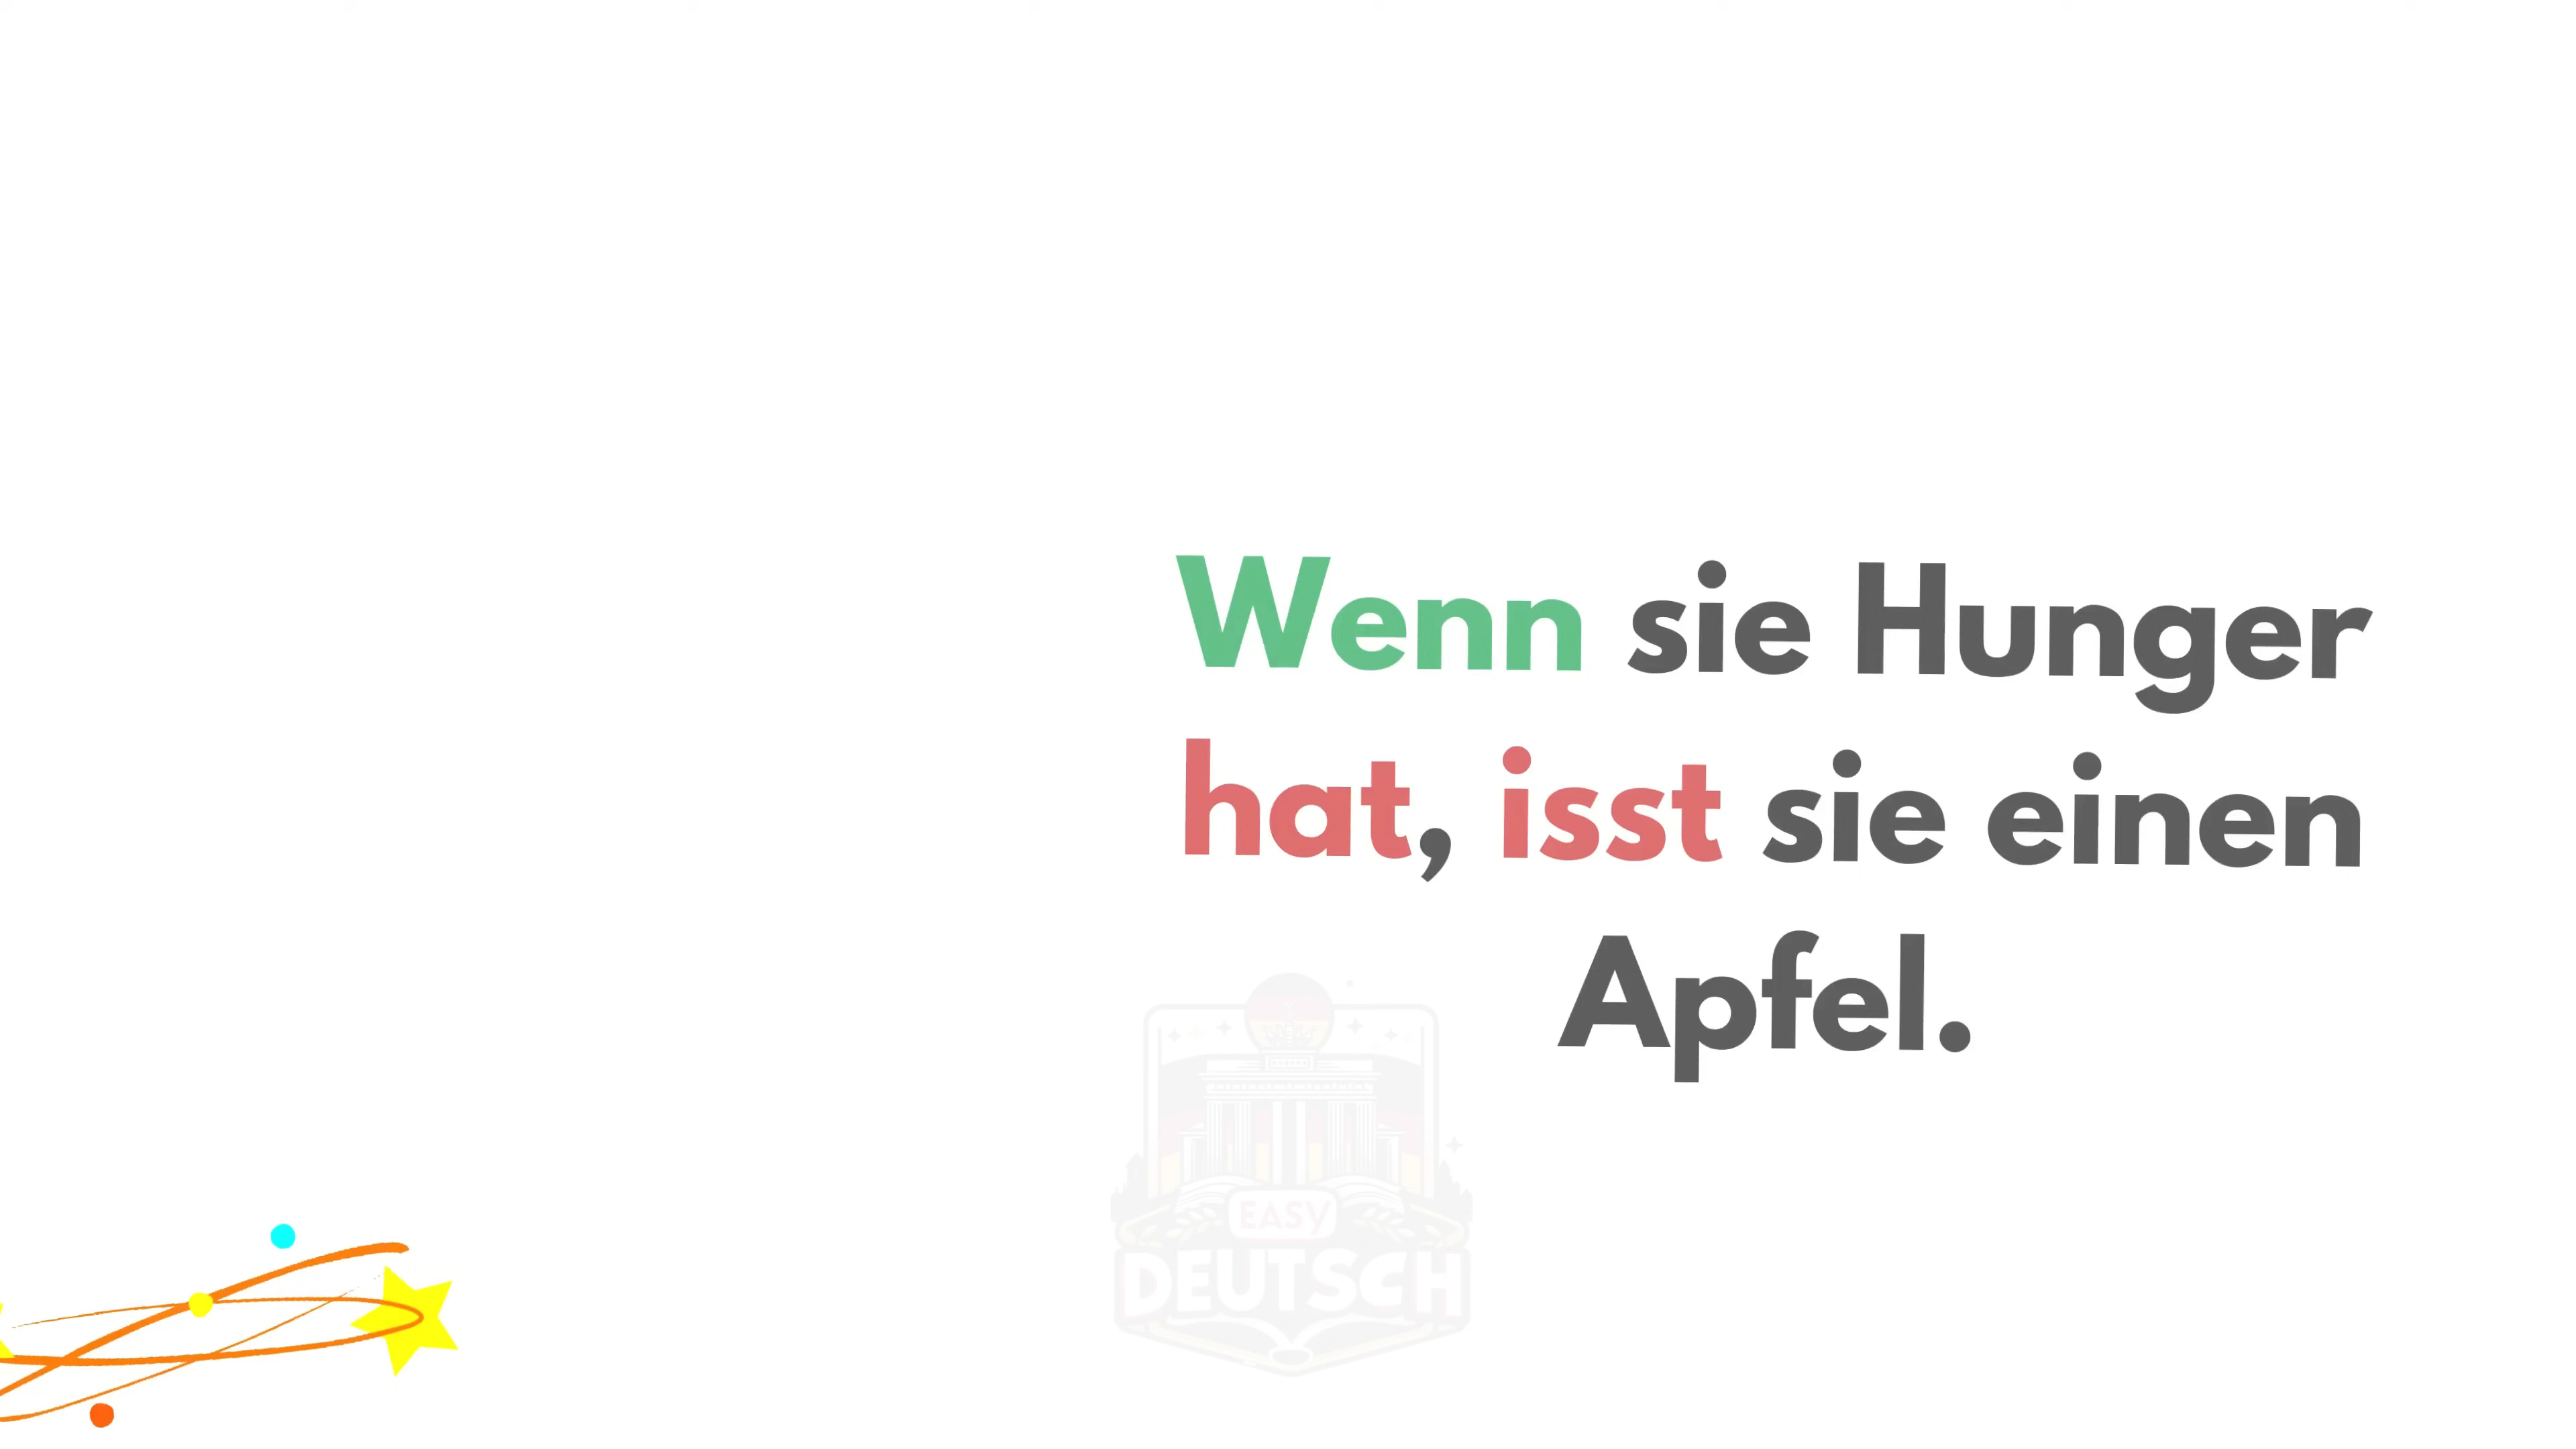 Wenn sie Hunger
hat, isst sie einen
Apfel.
EASY
DEUTSCH